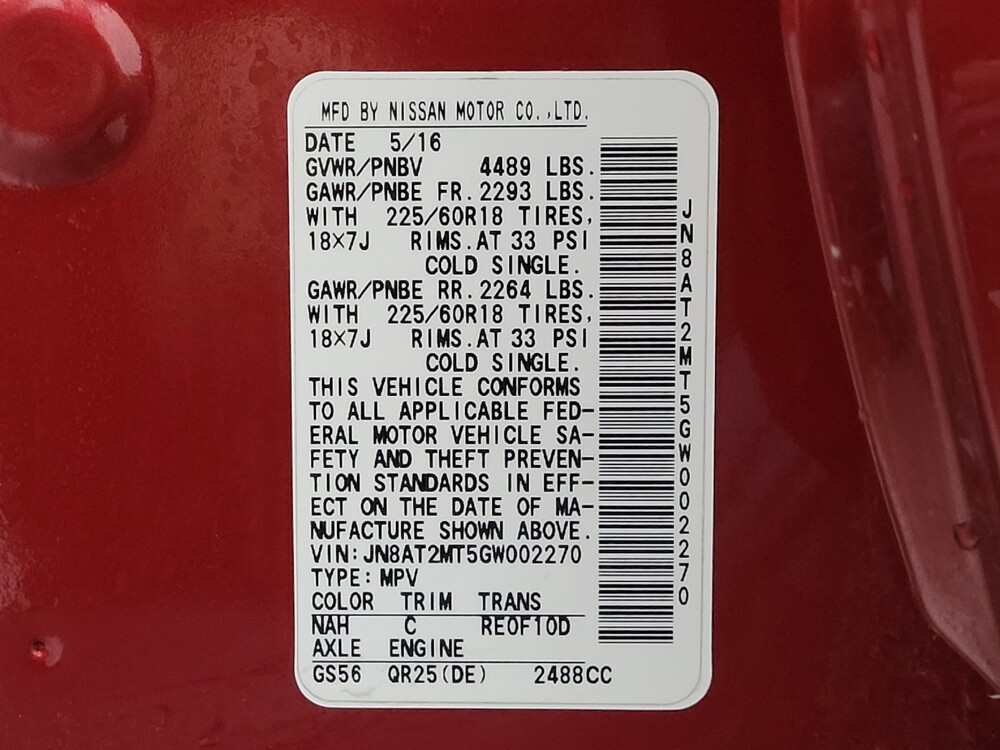 MFD BY NISSAN MOTOR CO.,LTD.
DATE 5/16
GVWR/PNBV 4489 LBS.
GAWR/PNBE FR. 2293 LBS.
WITH 225/60R18 TIRES,
18×7J RIMS.AT 33 PSI
COLD SINGLE.
GAWR/PNBE RR. 2264 LBS.
WITH 225/60R18 TIRES,
18×7J RIMS.AT 33 PSI
COLD SINGLE.
THIS VEHICLE CONFORMS
TO ALL APPLICABLE FED-
ERAL MOTOR VEHICLE SA-
FETY AND THEFT PREVEN-
TION STANDARDS IN EFF-
ECT ON THE DATE OF MA-
NUFACTURE SHOWN ABOVE.
VIN:JN8AT2MT5GW002270
TYPE:MPV
COLOR TRIM TRANS
NAH C RE0F10D
AXLE ENGINE
GS56 QR25(DE) 2488CC
JN8AT2MT5GW002270